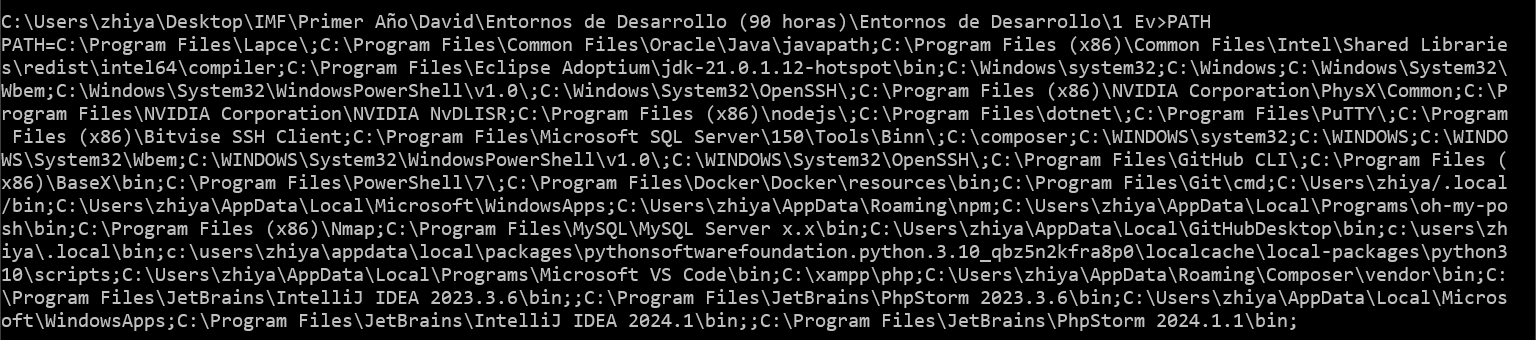 C:\Users\zhiya\Desktop\IMF\Primer Año\David\Entornos de Desarrollo (90 horas)\Entornos de Desarrollo\1 Ev>PATH
PATH=C:\Program Files\Lapce\;C:\Program Files\Common Files\Oracle\Java\javapath;C:\Program Files (x86)\Common Files\Intel\Shared Librarie
s\redist\intel64\compiler;C:\Program Files\Eclipse Adoptium\jdk-21.0.1.12-hotspot\bin;C:\Windows\system32;C:\Windows;C:\Windows\System32\
Wbem;C:\Windows\System32\WindowsPowerShell\v1.0\;C:\Windows\System32\OpenSSH\;C:\Program Files (x86)\NVIDIA Corporation\PhysX\Common;C:\P
rogram Files\NVIDIA Corporation\NVIDIA NvDLISR;C:\Program Files (x86)\nodejs\;C:\Program Files\dotnet\;C:\Program Files\PuTTY\;C:\Program
 Files (x86)\Bitvise SSH Client;C:\Program Files\Microsoft SQL Server\150\Tools\Binn\;C:\composer;C:\WINDOWS\system32;C:\WINDOWS;C:\WINDO
WS\System32\Wbem;C:\WINDOWS\System32\WindowsPowerShell\v1.0\;C:\WINDOWS\System32\OpenSSH\;C:\Program Files\GitHub CLI\;C:\Program Files (
x86)\BaseX\bin;C:\Program Files\PowerShell\7\;C:\Program Files\Docker\Docker\resources\bin;C:\Program Files\Git\cmd;C:\Users\zhiya/.local
/bin;C:\Users\zhiya\AppData\Local\Microsoft\WindowsApps;C:\Users\zhiya\AppData\Roaming\npm;C:\Users\zhiya\AppData\Local\Programs\oh-my-po
sh\bin;C:\Program Files (x86)\Nmap;C:\Program Files\MySQL\MySQL Server x.x\bin;C:\Users\zhiya\AppData\Local\GitHubDesktop\bin;c:\users\zh
iya\.local\bin;c:\users\zhiya\appdata\local\packages\pythonsoftwarefoundation.python.3.10_qbz5n2kfra8p0\localcache\local-packages\python3
10\scripts;C:\Users\zhiya\AppData\Local\Programs\Microsoft VS Code\bin;C:\xampp\php;C:\Users\zhiya\AppData\Roaming\Composer\vendor\bin;C:
\Program Files\JetBrains\IntelliJ IDEA 2023.3.6\bin;;C:\Program Files\JetBrains\PhpStorm 2023.3.6\bin;C:\Users\zhiya\AppData\Local\Micros
oft\WindowsApps;C:\Program Files\JetBrains\IntelliJ IDEA 2024.1\bin;;C:\Program Files\JetBrains\PhpStorm 2024.1.1\bin;